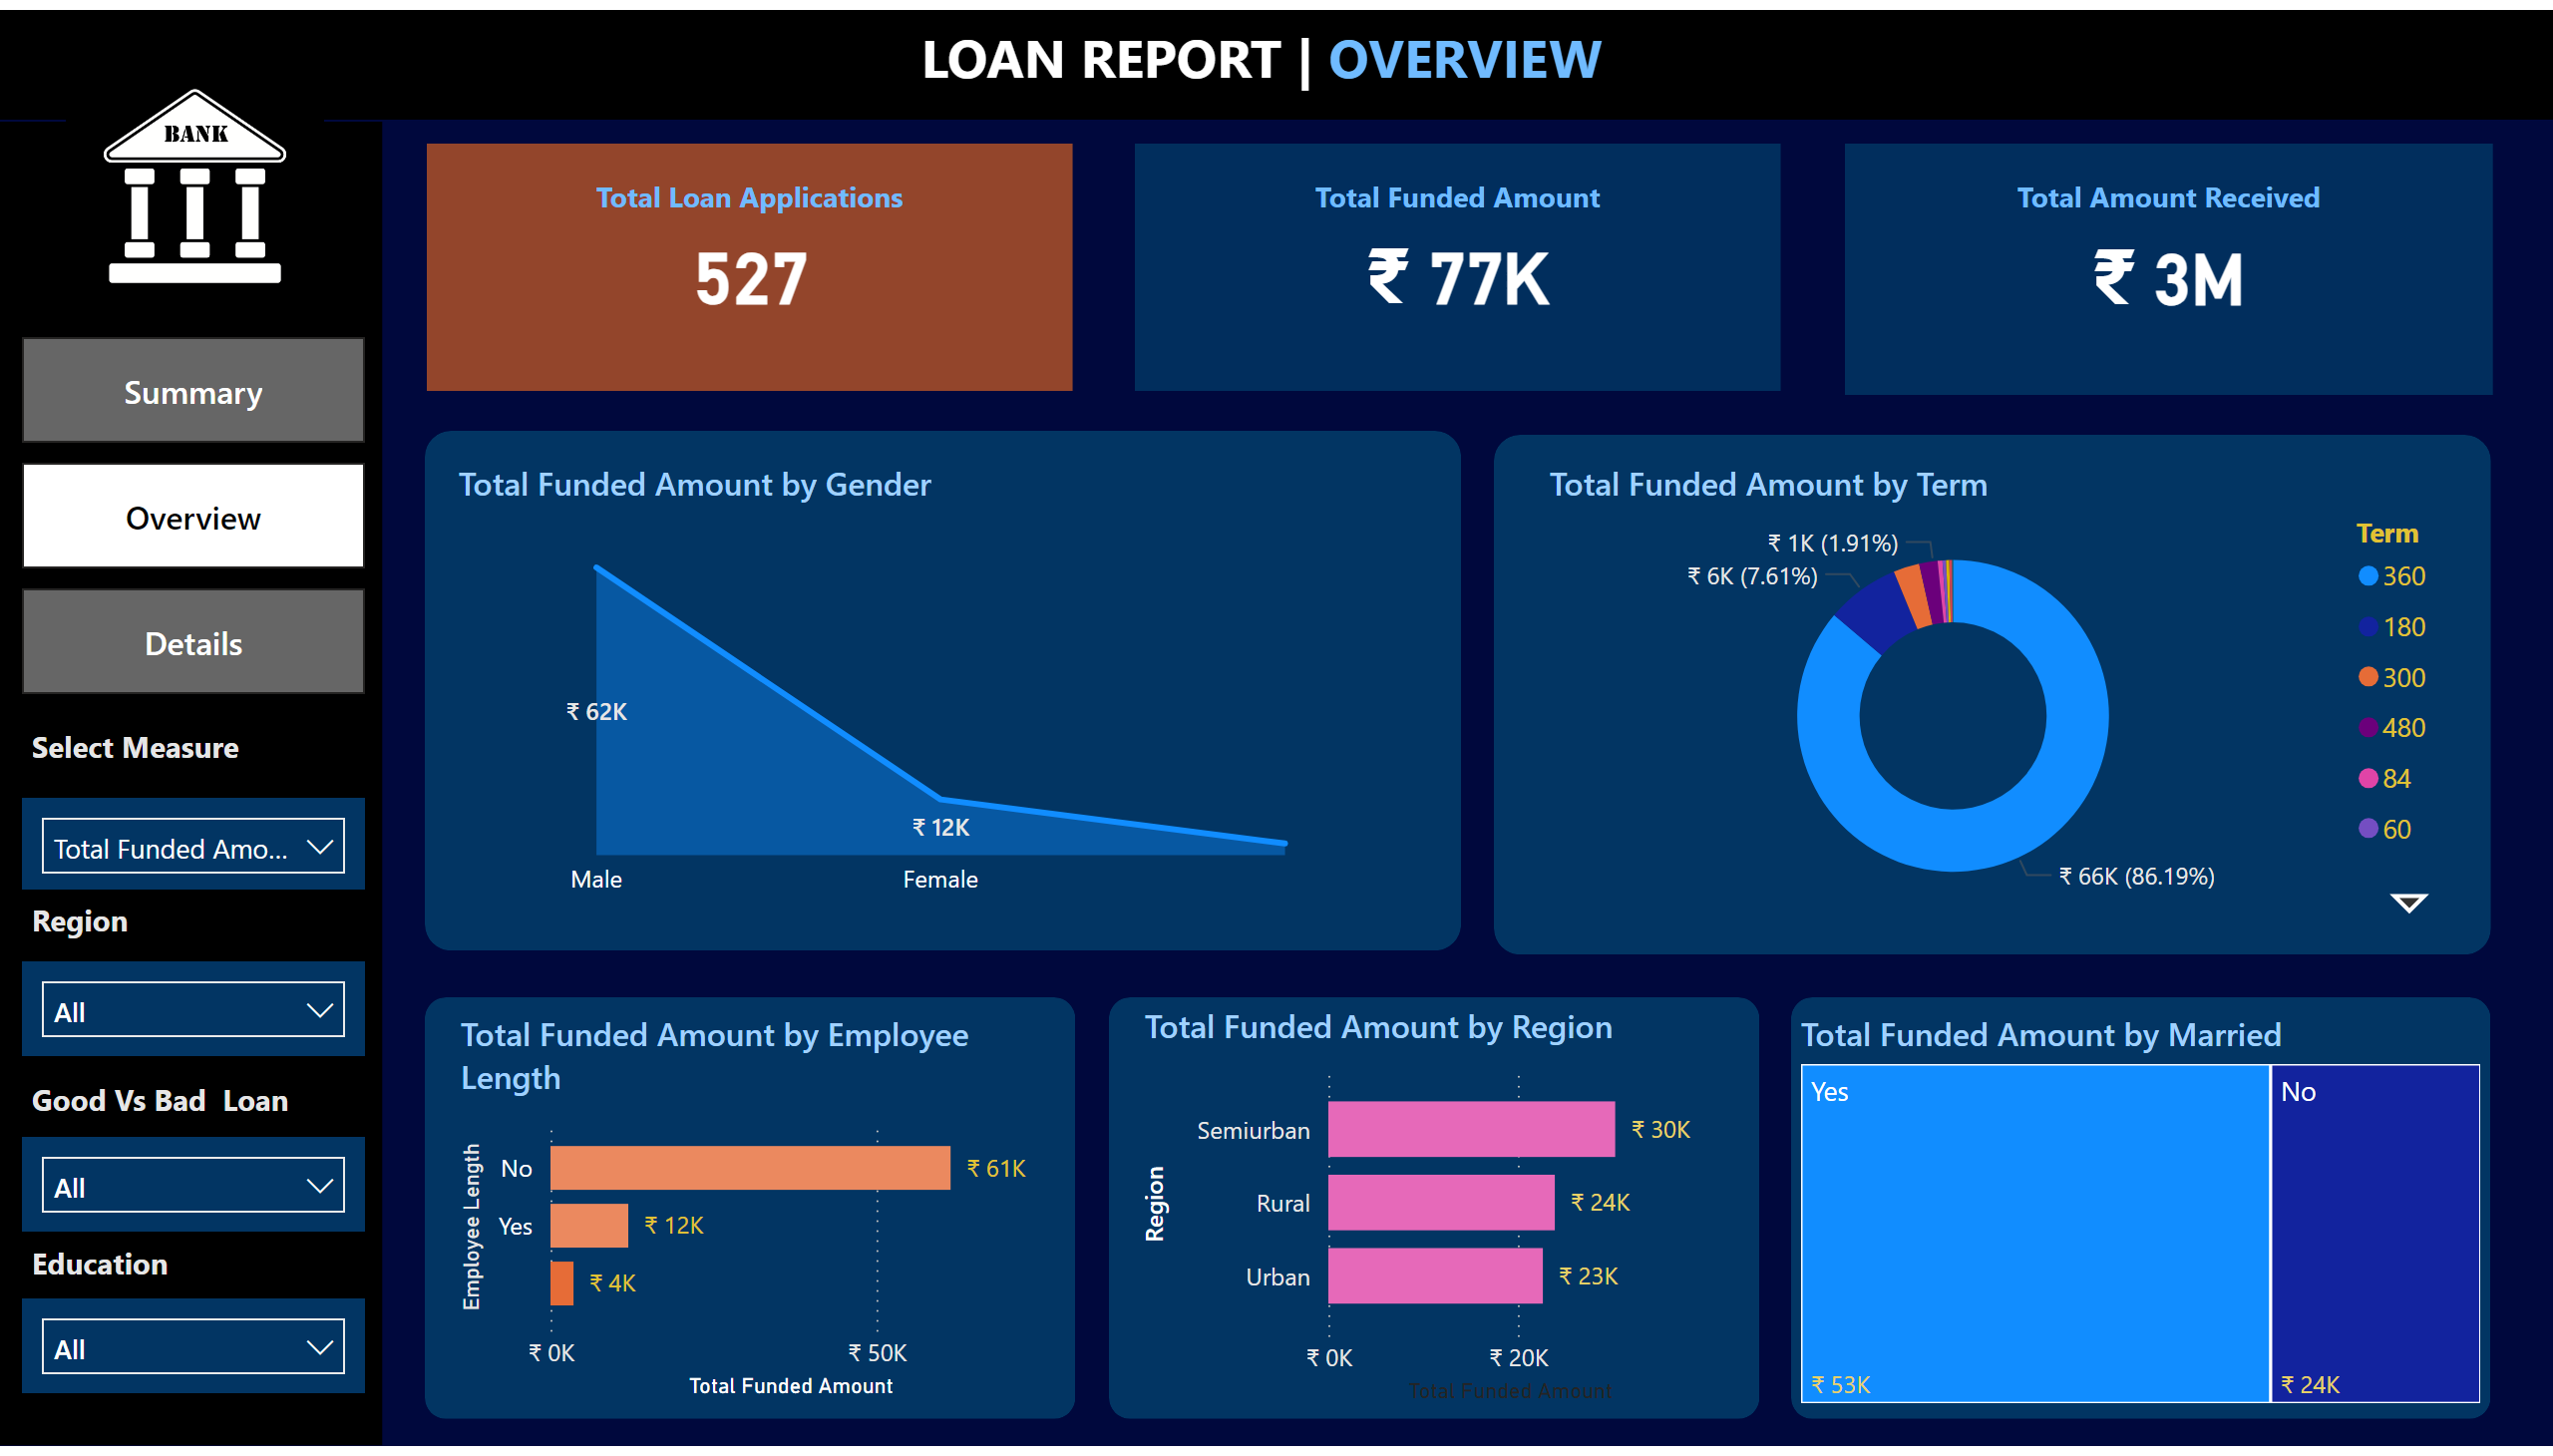 LOAN REPORT | OVERVIEW
BANK
Summary
Overview
Details
Select Measure
Total Funded Amo...
Region
All
Good Vs Bad  Loan
All
Education
All
Total Loan Applications
527
Total Funded Amount
₹ 77K
Total Amount Received
₹ 3M
Total Funded Amount by Gender
₹ 62K
₹ 12K
Male
Female
Total Funded Amount by Term
₹ 1K (1.91%)
₹ 6K (7.61%)
₹ 66K (86.19%)
Term
360
180
300
480
84
60
Total Funded Amount by Employee
Length
Employee Length
No
₹ 61K
Yes
₹ 12K
₹ 4K
₹ 0K
₹ 50K
Total Funded Amount
Total Funded Amount by Region
Region
Semiurban
₹ 30K
Rural
₹ 24K
Urban
₹ 23K
₹ 0K
₹ 20K
Total Funded Amount
Total Funded Amount by Married
Yes
₹ 53K
No
₹ 24K